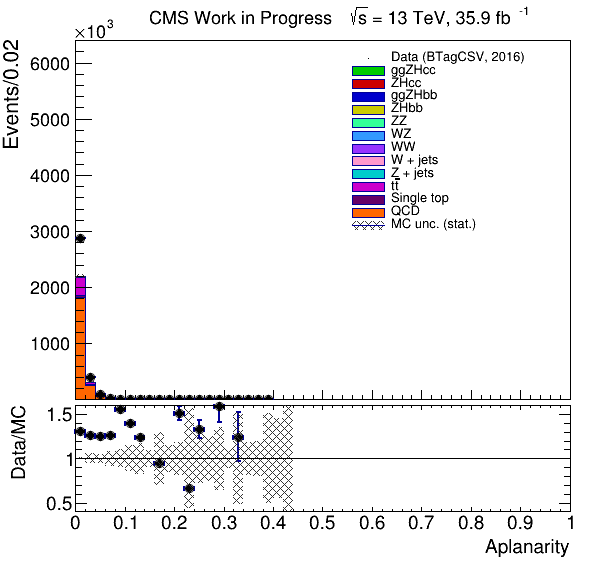 CMS Work in Progress √s = 13 TeV, 35.9 fb⁻¹
×10³
Events/0.02
6000
5000
4000
3000
2000
1000
Data (BTagCSV, 2016)
ggZHcc
ZHcc
ggZHbb
ZHbb
ZZ
WZ
WW
W + jets
Z + jets
tt̅
Single top
QCD
MC unc. (stat.)
Data/MC
1.5
1
0.5
0 0.1 0.2 0.3 0.4 0.5 0.6 0.7 0.8 0.9 1
Aplanarity